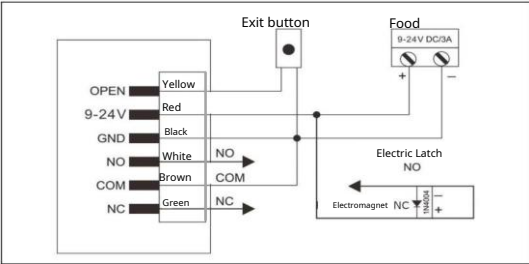 Exit button
Food
9-24V DC/3A
+
−
OPEN
Yellow
9-24V
Red
GND
Black
NO
White
NO
COM
Brown
COM
NC
Green
NC
Electric Latch
NO
Electromagnet
NC
1N4004
−
+